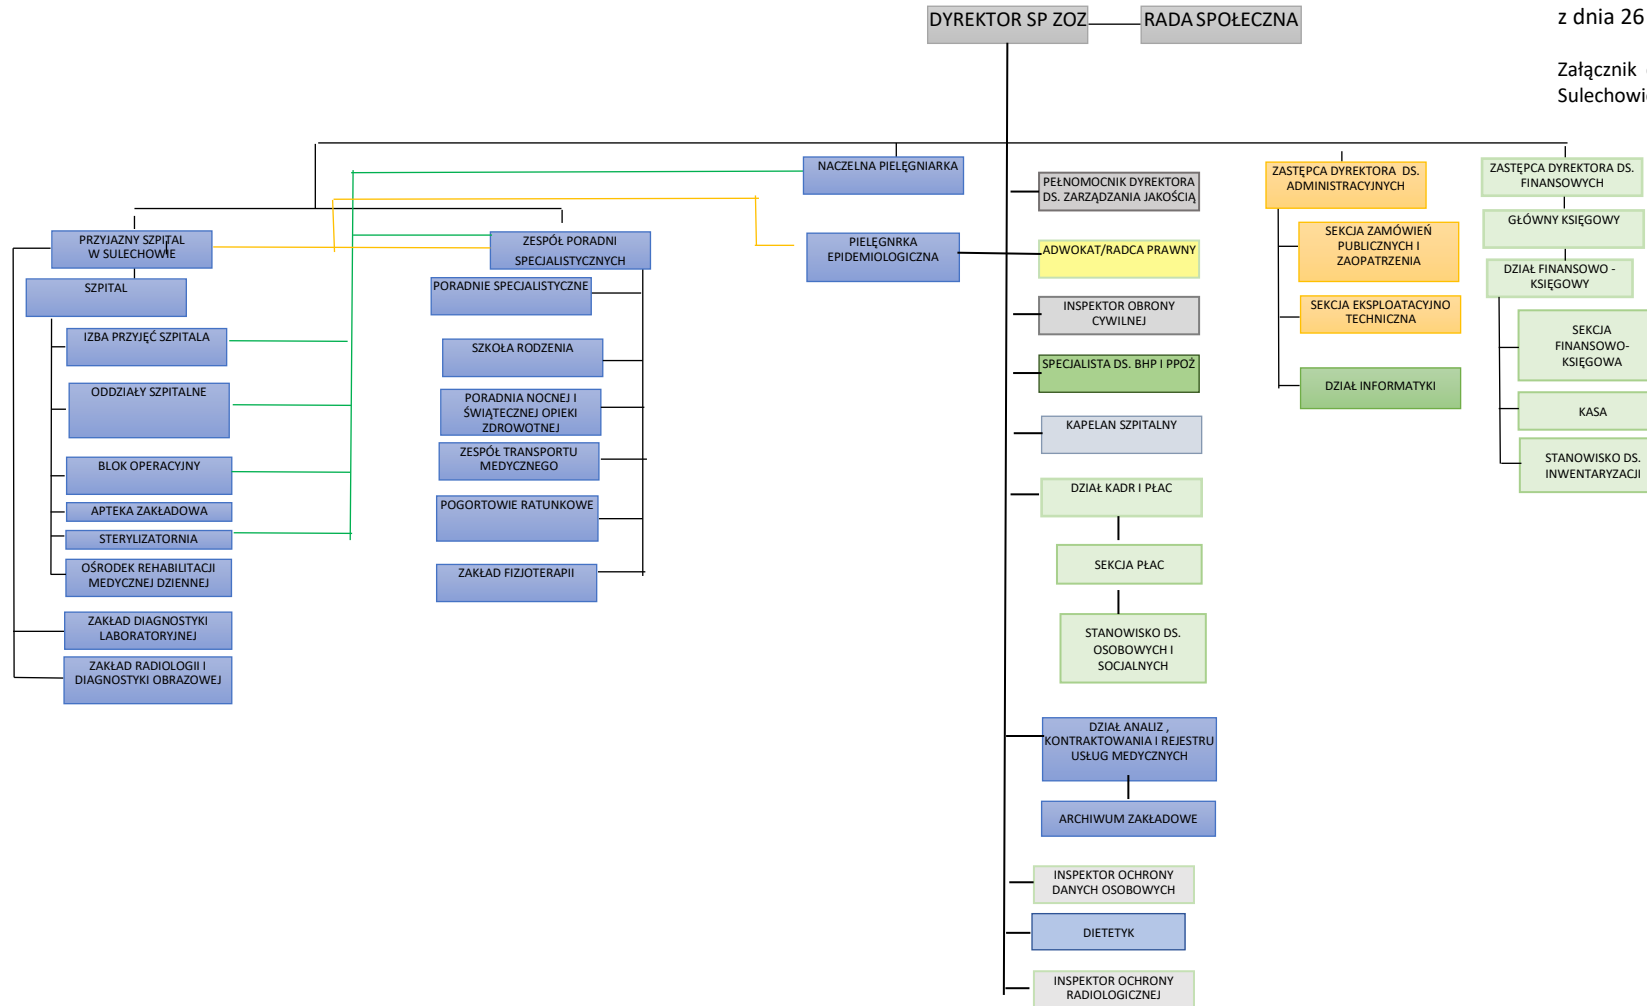 DYREKTOR SP ZOZ
RADA SPOŁECZNA
z dnia 26
Załącznik
NACZELNA PIELĘGNIARKA
PIELĘGNRKA
EPIDEMIOLOGICZNA
PRZYJAZNY SZPITAL
W SULECHOWIE
SZPITAL
IZBA PRZYJĘĆ SZPITALA
ODDZIAŁY SZPITALNE
BLOK OPERACYJNY
APTEKA ZAKŁADOWA
STERYLIZATORNIA
OŚRODEK REHABILITACJI
MEDYCZNEJ DZIENNEJ
ZAKŁAD DIAGNOSTYKI
LABORATORYJNEJ
ZAKŁAD RADIOLOGII I
DIAGNOSTYKI OBRAZOWEJ
ZESPÓŁ PORADNI
SPECJALISTYCZNYCH
PORADNIE SPECJALISTYCZNE
SZKOŁA RODZENIA
PORADNIA NOCNEJ I
ŚWIĄTECZNEJ OPIEKI
ZDROWOTNEJ
ZESPÓŁ TRANSPORTU
MEDYCZNEGO
POGORTOWIE RATUNKOWE
ZAKŁAD FIZJOTERAPII
PEŁNOMOCNIK DYREKTORA
DS. ZARZĄDZANIA JAKOŚCIĄ
ADWOKAT/RADCA PRAWNY
INSPEKTOR OBRONY
CYWILNEJ
SPECJALISTA DS. BHP I PPOŻ
KAPELAN SZPITALNY
DZIAŁ KADR I PŁAC
SEKCJA PŁAC
STANOWISKO DS.
OSOBOWYCH I
SOCJALNYCH
DZIAŁ ANALIZ ,
KONTRAKTOWANIA I REJESTRU
USŁUG MEDYCZNYCH
ARCHIWUM ZAKŁADOWE
INSPEKTOR OCHRONY
DANYCH OSOBOWYCH
DIETETYK
INSPEKTOR OCHRONY
RADIOLOGICZNEJ
ZASTĘPCA DYREKTORA DS.
ADMINISTRACYJNYCH
SEKCJA ZAMÓWIEŃ
PUBLICZNYCH I
ZAOPATRZENIA
SEKCJA EKSPLOATACYJNO
TECHNICZNA
DZIAŁ INFORMATYKI
ZASTĘPCA DYREKTORA DS.
FINANSOWYCH
GŁÓWNY KSIĘGOWY
DZIAŁ FINANSOWO -
KSIĘGOWY
SEKCJA
FINANSOWO-
KSIĘGOWA
KASA
STANOWISKO DS.
INWENTARYZACJI